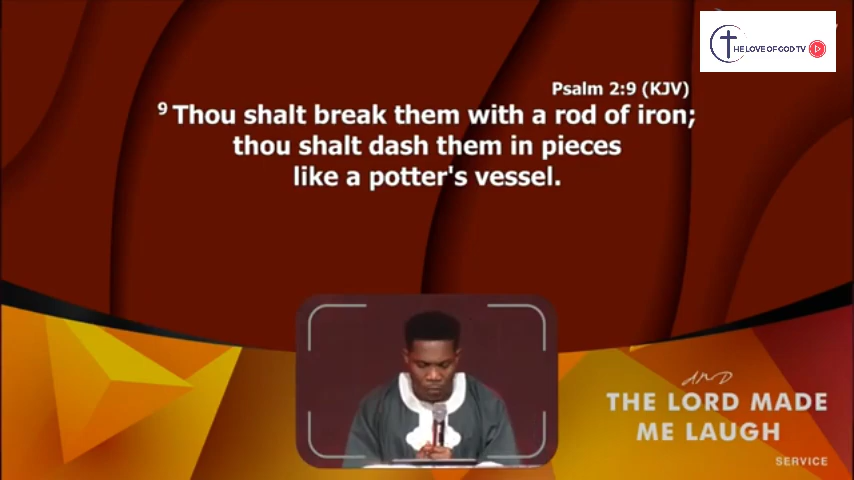 THE LOVE OF GOD TV
Psalm 2:9 (KJV)
9 Thou shalt break them with a rod of iron;
thou shalt dash them in pieces
like a potter's vessel.
AND
THE LORD MADE
ME LAUGH
SERVICE